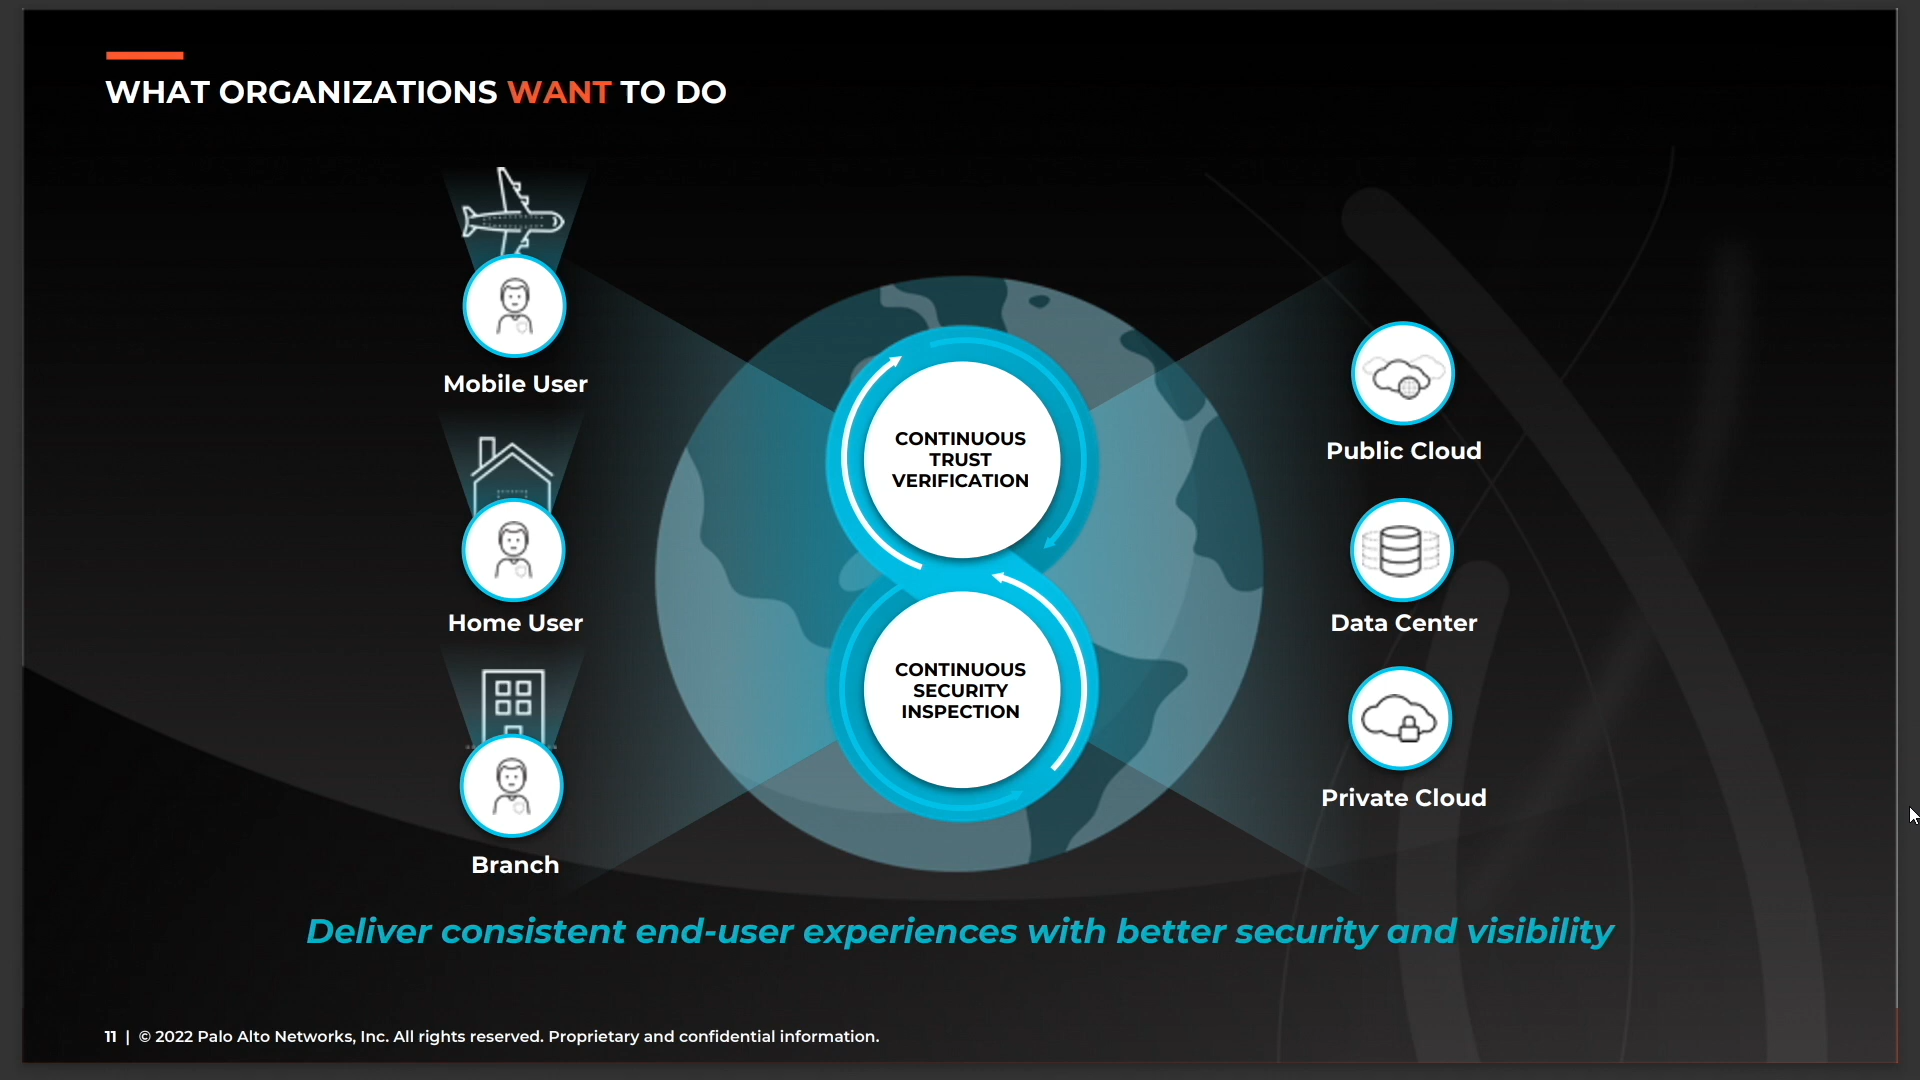 WHAT ORGANIZATIONS WANT TO DO
Mobile User
Home User
Branch
CONTINUOUS
TRUST
VERIFICATION
CONTINUOUS
SECURITY
INSPECTION
Public Cloud
Data Center
Private Cloud
Deliver consistent end-user experiences with better security and visibility
11 | © 2022 Palo Alto Networks, Inc. All rights reserved. Proprietary and confidential information.